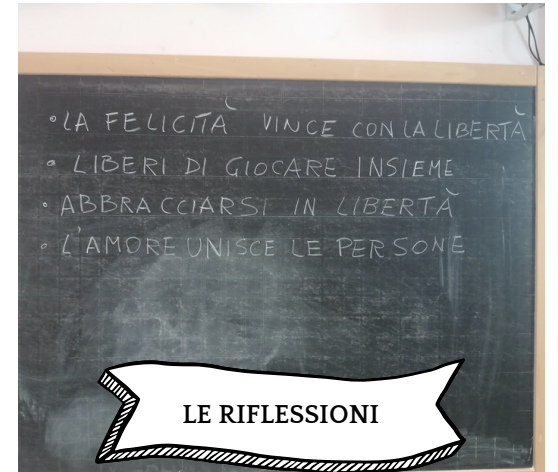 • LA FELICITÀ VINCE CON LA LIBERTÀ
• LIBERI DI GIOCARE INSIEME
• ABBRACCIARSI IN LIBERTÀ
• L'AMORE UNISCE LE PERSONE
LE RIFLESSIONI